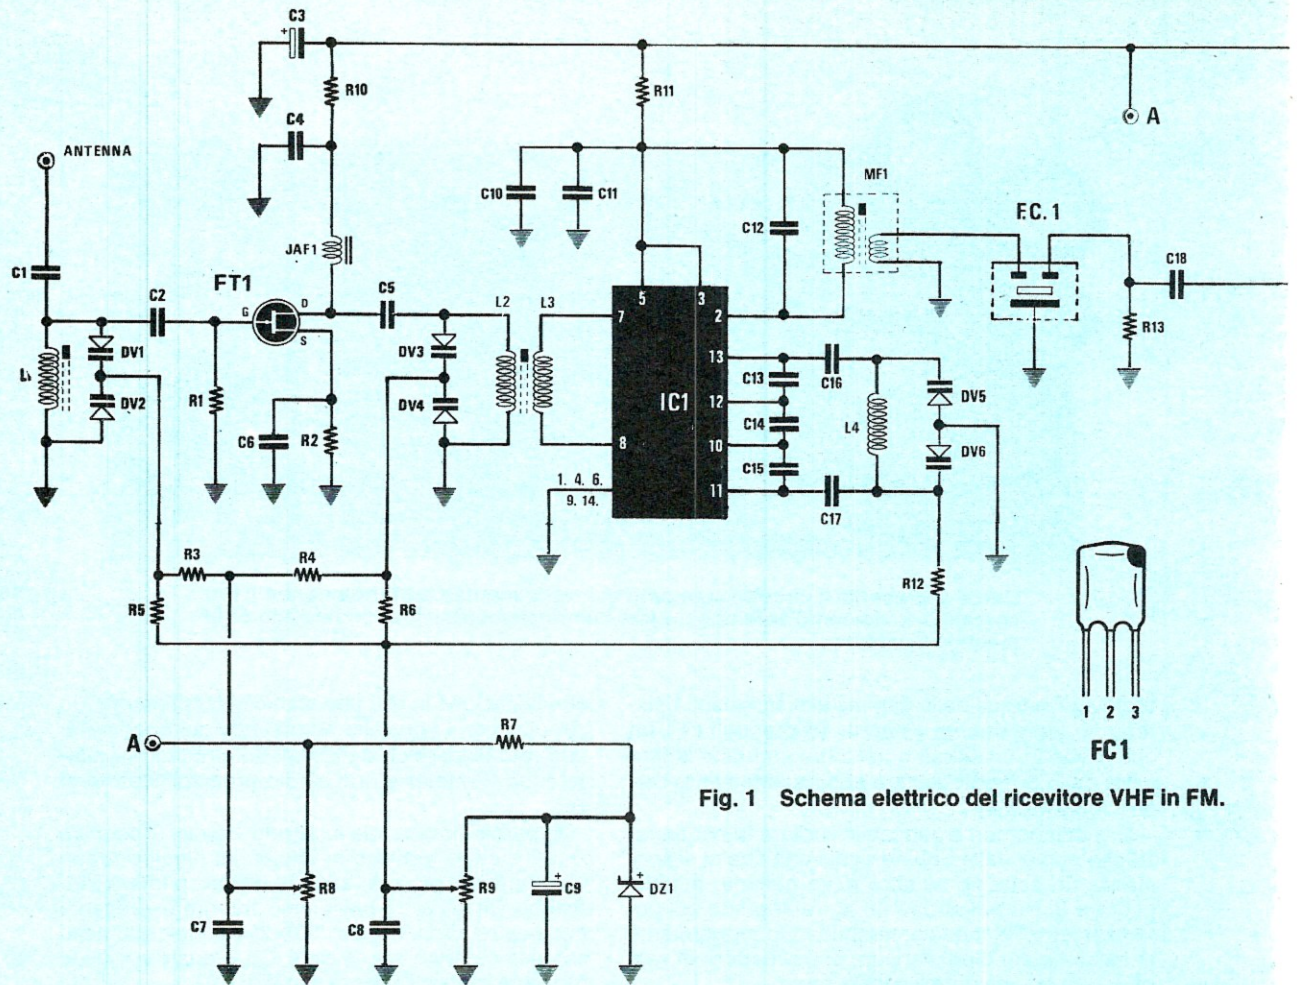 C3
+
R10
R11
A
C4
ANTENNA
MF1
C10
C11
C12
F.C.1
JAF1
C1
FT1
C18
C2
C5
L2
L3
5
3
D
G
S
7
2
R13
DV1
DV3
13
C13
C16
DV2
R1
DV4
IC1
12
DV5
C14
L4
C6
R2
8
10
C15
DV6
1. 4. 6.
9. 14.
11
C17
R3
R4
R12
R5
R6
1 2 3
FC1
A
R7
Fig. 1 Schema elettrico del ricevitore VHF in FM.
R8
R9
+
C9
+
DZ1
C7
C8